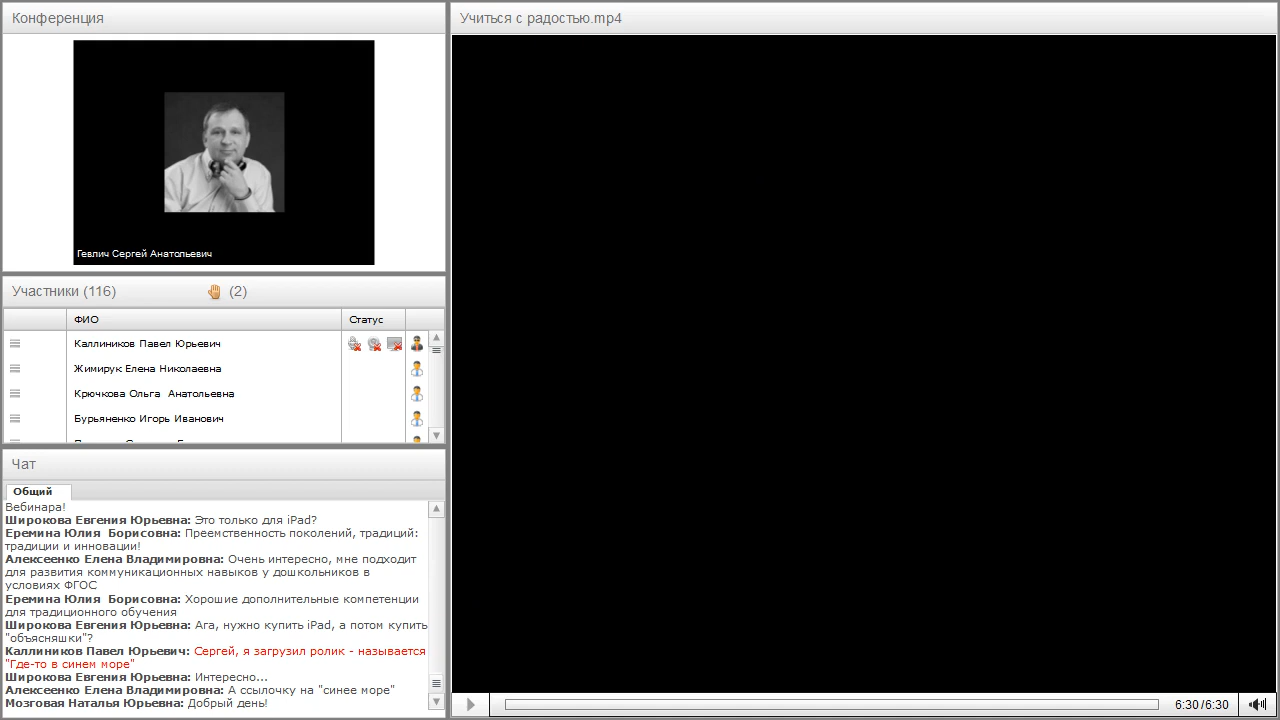 Конференция
Гевлич Сергей Анатольевич
Участники (116)
(2)
ФИО
Статус
Каллиников Павел Юрьевич
Жимирук Елена Николаевна
Крючкова Ольга  Анатольевна
Бурьяненко Игорь Иванович
Чат
Общий
Вебинара!
Широкова Евгения Юрьевна: Это только для iPad?
Еремина Юлия  Борисовна: Преемственность поколений, традиций:
традиции и инновации!
Алексеенко Елена Владимировна: Очень интересно, мне подходит
для развития коммуникационных навыков у дошкольников в
условиях ФГОС
Еремина Юлия  Борисовна: Хорошие дополнительные компетенции
для традиционного обучения
Широкова Евгения Юрьевна: Ага, нужно купить iPad, а потом купить
"объясняшки"?
Каллиников Павел Юрьевич: Сергей, я загрузил ролик - называется
"Где-то в синем море"
Широкова Евгения Юрьевна: Интересно...
Алексеенко Елена Владимировна: А ссылочку на "синее море"
Мозговая Наталья Юрьевна: Добрый день!
Учиться с радостью.mp4
6:30/6:30